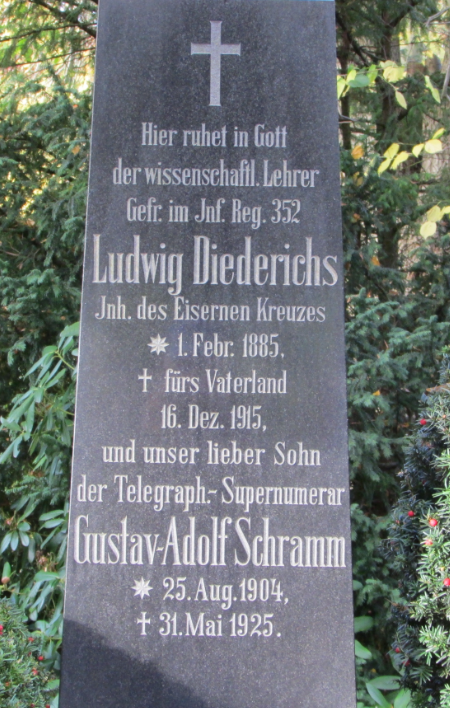 Hier ruhet in Gott
der wissenschaftl. Lehrer
Gefr. im Jnf. Reg. 352
Ludwig Diederichs
Jnh. des Eisernen Kreuzes
✷ 1. Febr. 1885,
† fürs Vaterland
16. Dez. 1915,
und unser lieber Sohn
der Telegraph.-Supernumerar
Gustav-Adolf Schramm
✷ 25. Aug. 1904,
† 31. Mai 1925.